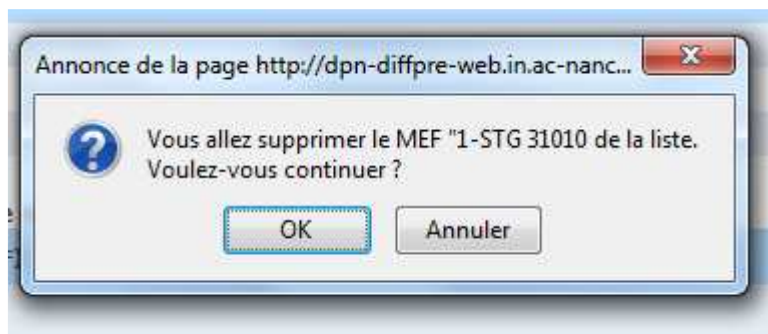 Annonce de la page http://dpn-diffpre-web.in.ac-nanc...
Vous allez supprimer le MEF "1-STG 31010 de la liste.
Voulez-vous continuer ?
OK Annuler